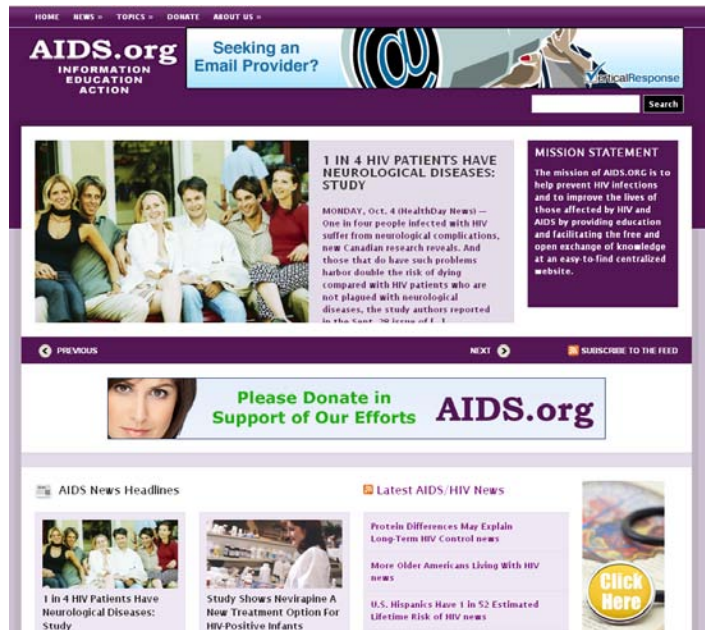 HOME NEWS » TOPICS » DONATE ABOUT US »
AIDS.org
INFORMATION
EDUCATION
ACTION
Seeking an
Email Provider?
VerticalResponse
Search
1 IN 4 HIV PATIENTS HAVE
NEUROLOGICAL DISEASES:
STUDY
MONDAY, Oct. 4 (HealthDay News) —
One in four people infected with HIV
suffer from neurological complications,
new Canadian research reveals. And
those that do have such problems
harbor double the risk of dying
compared with HIV patients who are
not plagued with neurological
diseases, the study authors reported
in the Sept. 28 issue of [...]
MISSION STATEMENT
The mission of AIDS.ORG is to
help prevent HIV infections
and to improve the lives of
those affected by HIV and
AIDS by providing education
and facilitating the free and
open exchange of knowledge
at an easy-to-find centralized
website.
PREVIOUS
NEXT
SUBSCRIBE TO THE FEED
Please Donate in
Support of Our Efforts
AIDS.org
AIDS News Headlines
1 in 4 HIV Patients Have
Neurological Diseases:
Study
Study Shows Nevirapine A
New Treatment Option For
HIV-Positive Infants
Latest AIDS/HIV News
Protein Differences May Explain
Long-Term HIV Control news
More Older Americans Living With HIV
news
U.S. Hispanics Have 1 in 52 Estimated
Lifetime Risk of HIV news
Click
Here